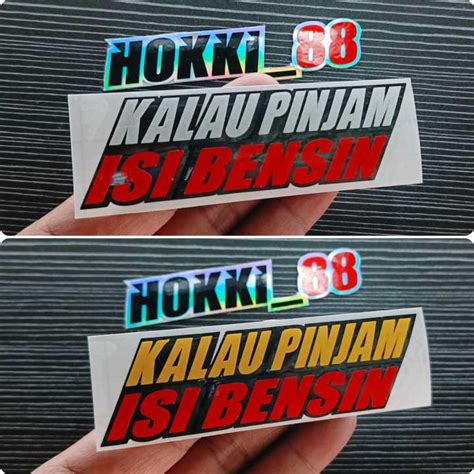 HOKKI_88
KALAU PINJAM
ISI BENSIN
HOKKI_88
KALAU PINJAM
ISI BENSIN